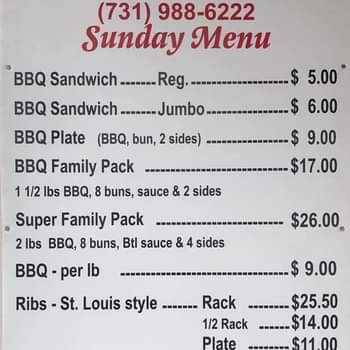 (731) 988-6222
Sunday Menu
BBQ Sandwich ------- Reg. ------------------- $ 5.00
BBQ Sandwich ------- Jumbo ---------------- $ 6.00
BBQ Plate (BBQ, bun, 2 sides) ---------------- $ 9.00
BBQ Family Pack ---------------------------- $17.00
1 1/2 lbs BBQ, 8 buns, sauce & 2 sides
Super Family Pack ------------------------- $26.00
2 lbs BBQ, 8 buns, Btl sauce & 4 sides
BBQ - per lb --------------------------------- $ 9.00
Ribs - St. Louis style ------- Rack -------- $25.50
1/2 Rack ------ $14.00
Plate -------- $11.00